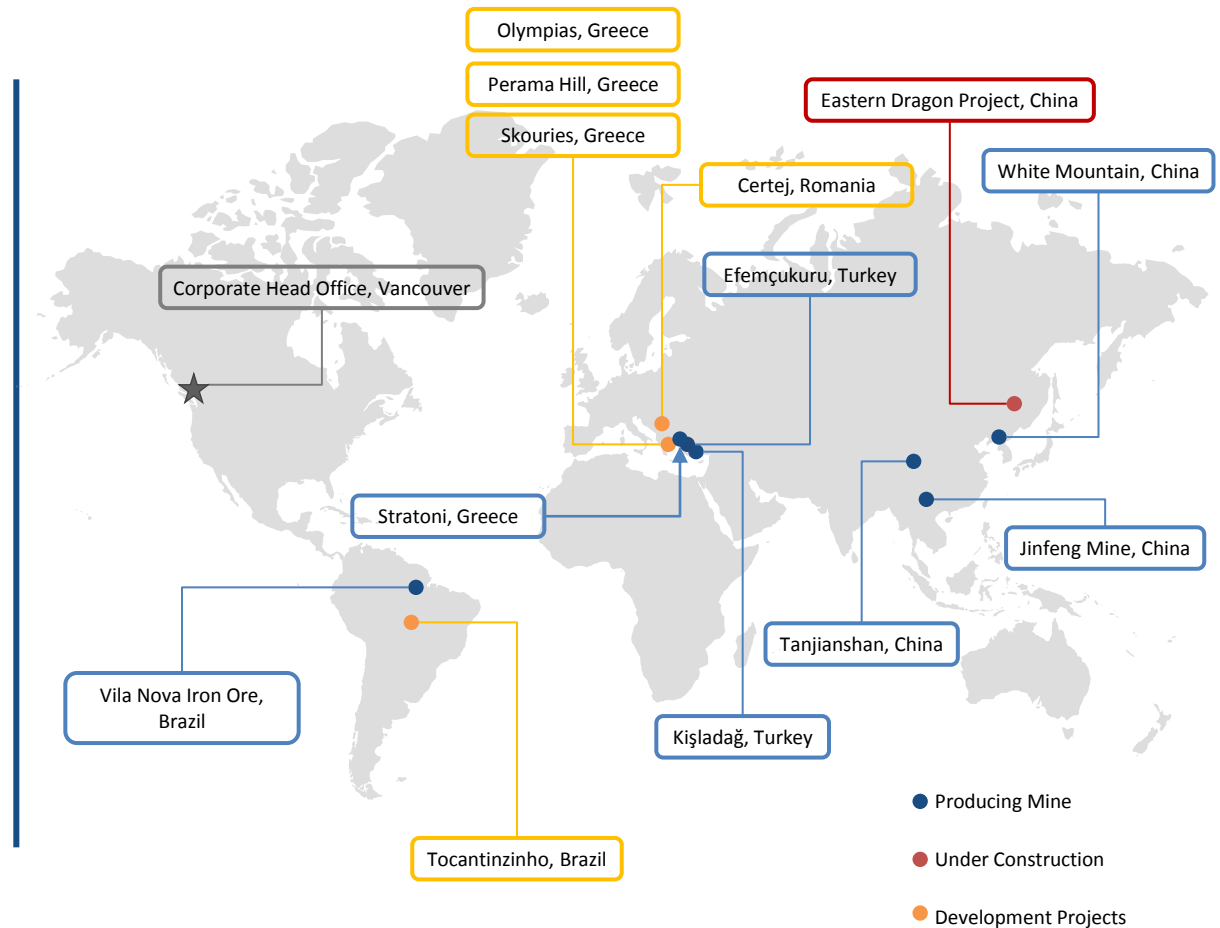 Olympias, Greece
Perama Hill, Greece
Skouries, Greece
Eastern Dragon Project, China
White Mountain, China
Certej, Romania
Efemçukuru, Turkey
Corporate Head Office, Vancouver
Stratoni, Greece
Jinfeng Mine, China
Tanjianshan, China
Vila Nova Iron Ore,
Brazil
Kişladağ, Turkey
Producing Mine
Tocantinzinho, Brazil
Under Construction
Development Projects